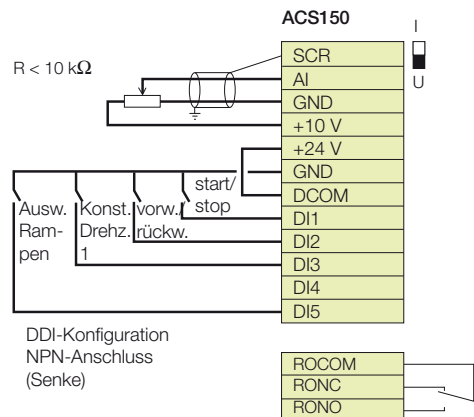 ACS150
I
U
R < 10 kΩ
SCR
AI
GND
+10 V
+24 V
GND
DCOM
DI1
DI2
DI3
DI4
DI5
Ausw.
Ram-
pen
Konst.
Drehz.
1
vorw./
rückw.
start/
stop
DDI-Konfiguration
NPN-Anschluss
(Senke)
ROCOM
RONC
RONO